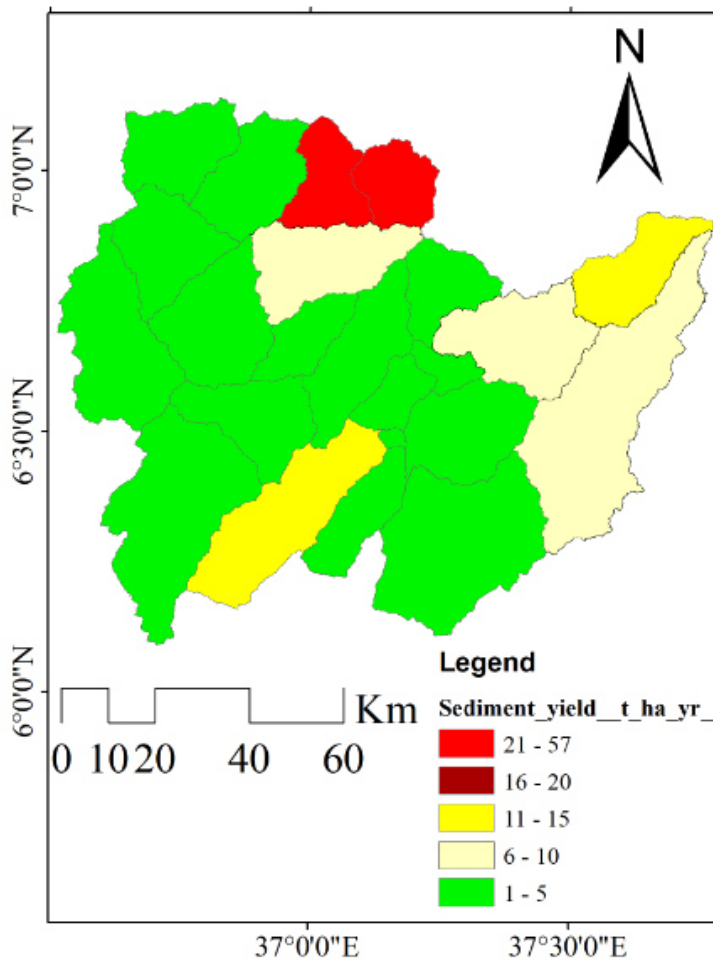 N
7°0'0"N
6°30'0"N
6°0'0"N
Km
0 10 20 40 60
Legend
Sediment_yield__t_ha_yr_
21 - 57
16 - 20
11 - 15
6 - 10
1 - 5
37°0'0"E 37°30'0"E